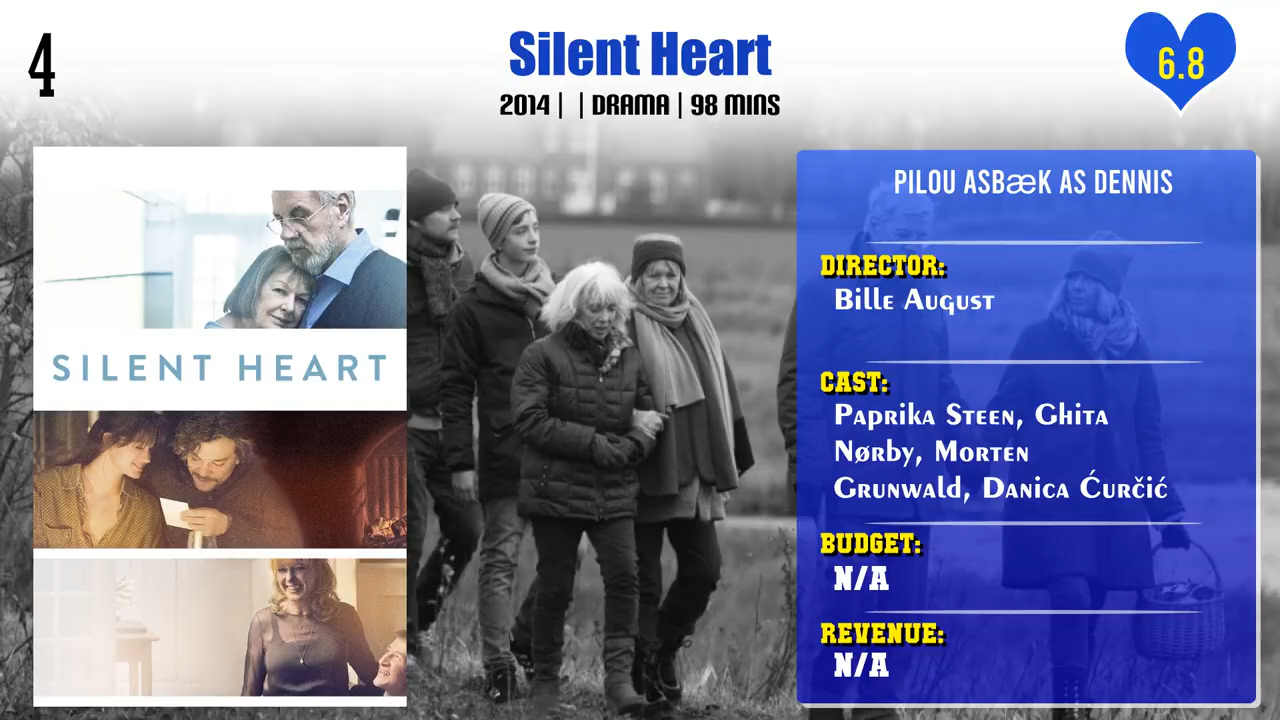 4
Silent Heart
2014 | | DRAMA | 98 MINS
6.8
SILENT HEART
PILOU ASBæK AS DENNIS
DIRECTOR:
Bille August
CAST:
Paprika Steen, Ghita
Nørby, Morten
Grunwald, Danica Ćurčić
BUDGET:
N/A
REVENUE:
N/A